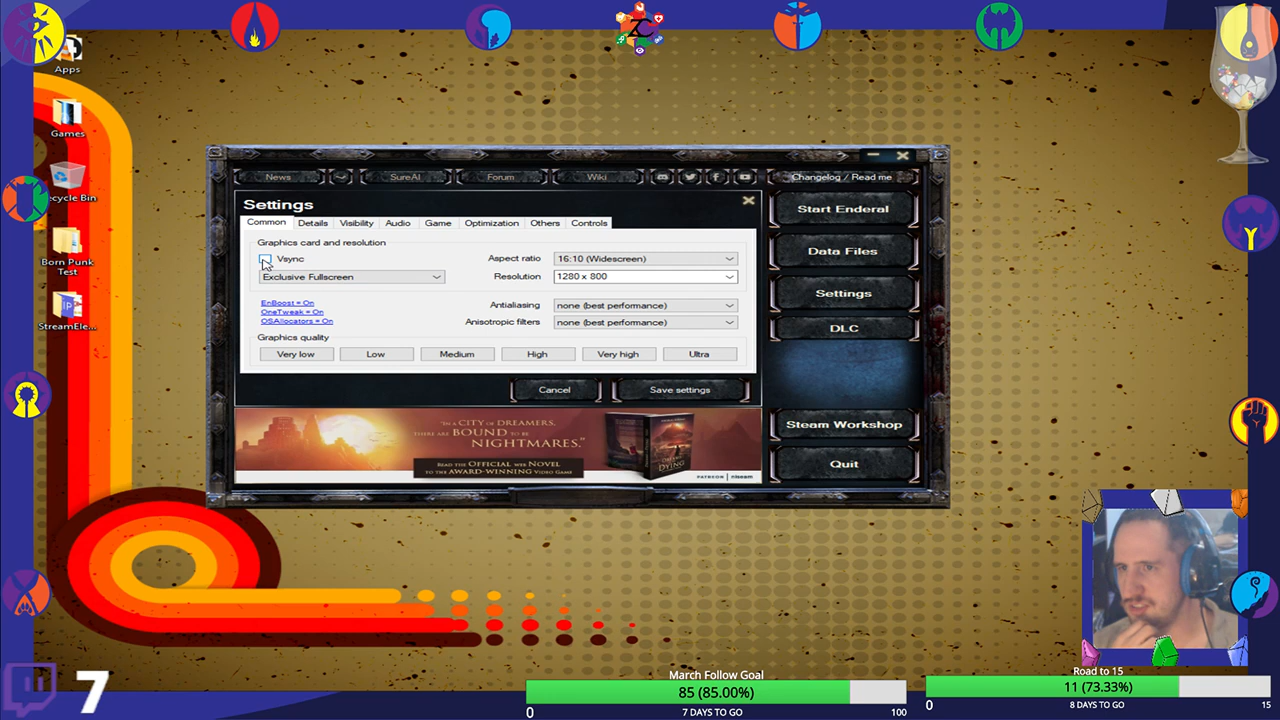 Apps
Games
ecycle Bin
Born Punk
Test
StreamEle...
News
SureAI
Forum
Wiki
Changelog / Read me
Settings
Common
Details
Visibility
Audio
Game
Optimization
Others
Controls
Graphics card and resolution
Vsync
Aspect ratio
16:10 (Widescreen)
Exclusive Fullscreen
Resolution
1280 x 800
EnBoost = On
OneTweak = On
OSAllocators = On
Antialiasing
none (best performance)
Anisotropic filters
none (best performance)
Graphics quality
Very low
Low
Medium
High
Very high
Ultra
Cancel
Save settings
"IN A CITY OF DREAMERS,
THERE ARE BOUND TO BE
NIGHTMARES."
READ THE OFFICIAL WEB NOVEL
TO THE AWARD-WINNING VIDEO GAME
DYING
PATREON
Start Enderal
Data Files
Settings
DLC
Steam Workshop
Quit
7
March Follow Goal
85 (85.00%)
0
7 DAYS TO GO
100
Road to 15
11 (73.33%)
0
8 DAYS TO GO
15